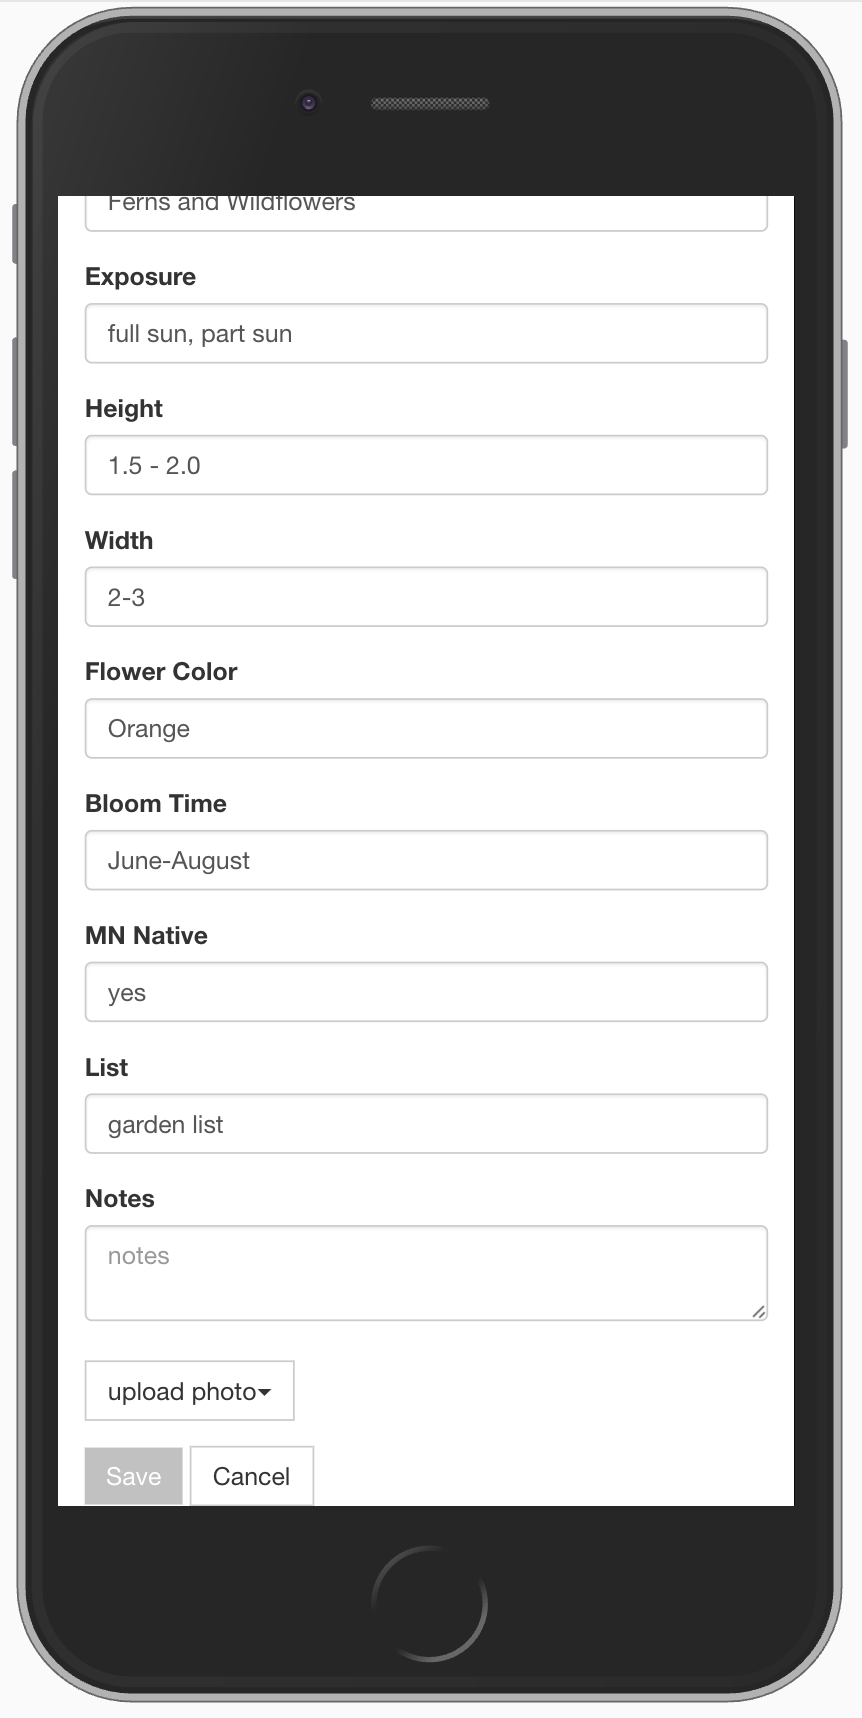 Ferns and Wildflowers
Exposure
full sun, part sun
Height
1.5 - 2.0
Width
2-3
Flower Color
Orange
Bloom Time
June-August
MN Native
yes
List
garden list
Notes
notes
upload photo
Save Cancel